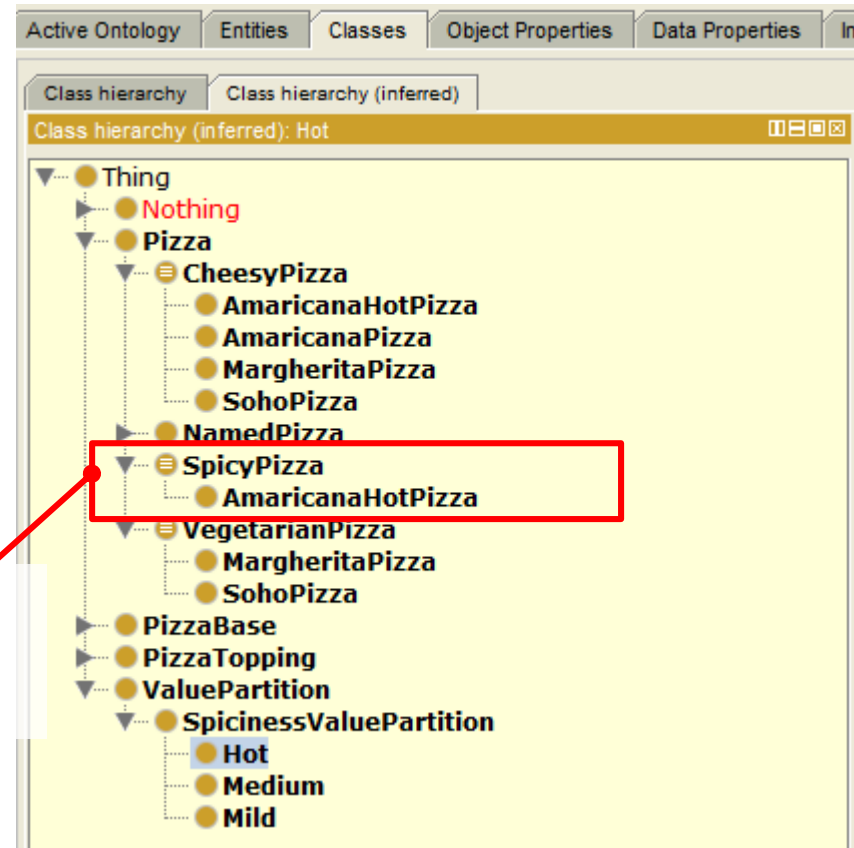 Active Ontology Entities Classes Object Properties Data Properties
Class hierarchy Class hierarchy (inferred)
Class hierarchy (inferred): Hot
Thing
Nothing
Pizza
CheesyPizza
AmaricanaHotPizza
AmaricanaPizza
MargheritaPizza
SohoPizza
NamedPizza
SpicyPizza
AmaricanaHotPizza
VegetarianPizza
MargheritaPizza
SohoPizza
PizzaBase
PizzaTopping
ValuePartition
SpicinessValuePartition
Hot
Medium
Mild